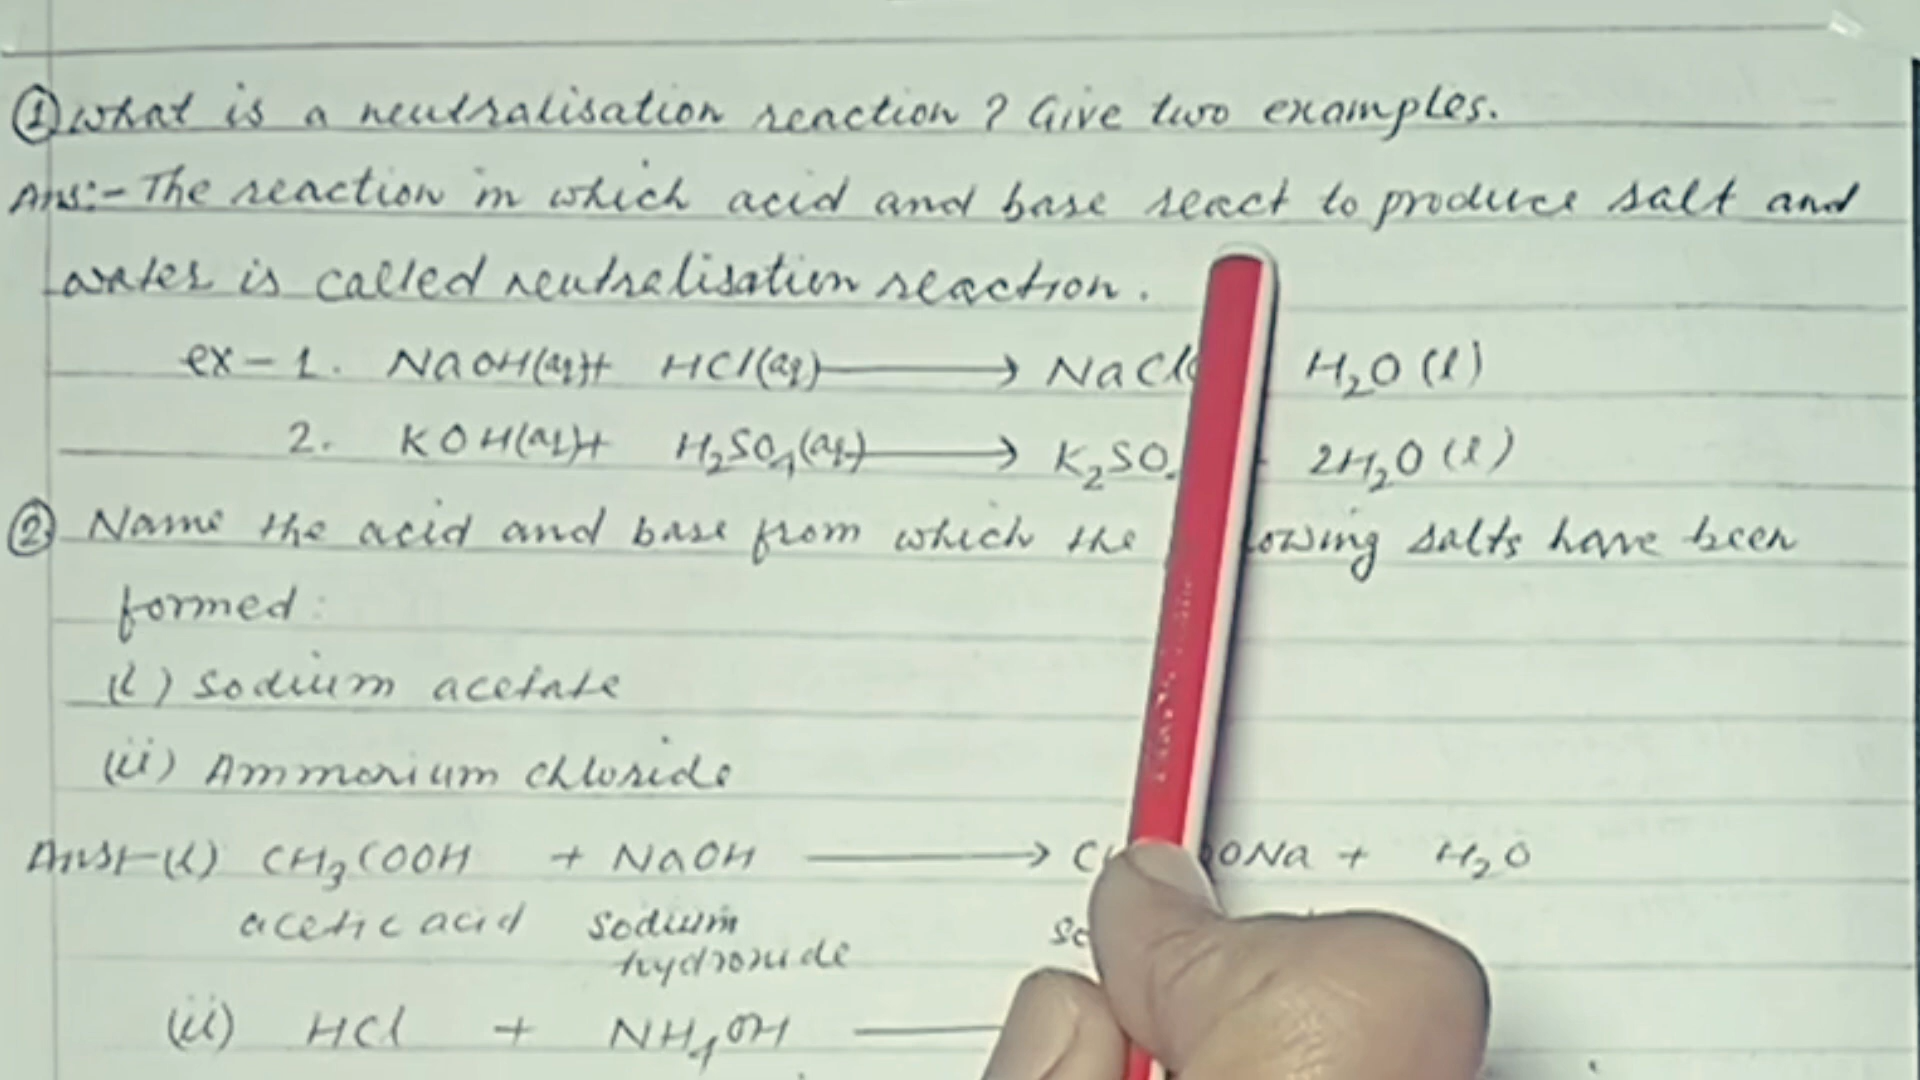 ① what is a neutralisation reaction? Give two examples.
Ans:- The reaction in which acid and base react to produce salt and
water is called neutralisation reaction.
ex-1. NaOH(aq)+ HCl(aq)⟶ NaCl( H₂O (l)
2. KOH(aq)+ H₂SO₄(aq)⟶ K₂SO + 2H₂O (l)
② Name the acid and base from which the owing salts have been
formed:
(i) sodium acetate
(ii) Ammonium chloride
Ans:-(i) CH₃COOH + NaOH ⟶ C ONa + H₂O
acetic acid sodium so
hydroxide
(ii) HCl + NH₄OH ⟶